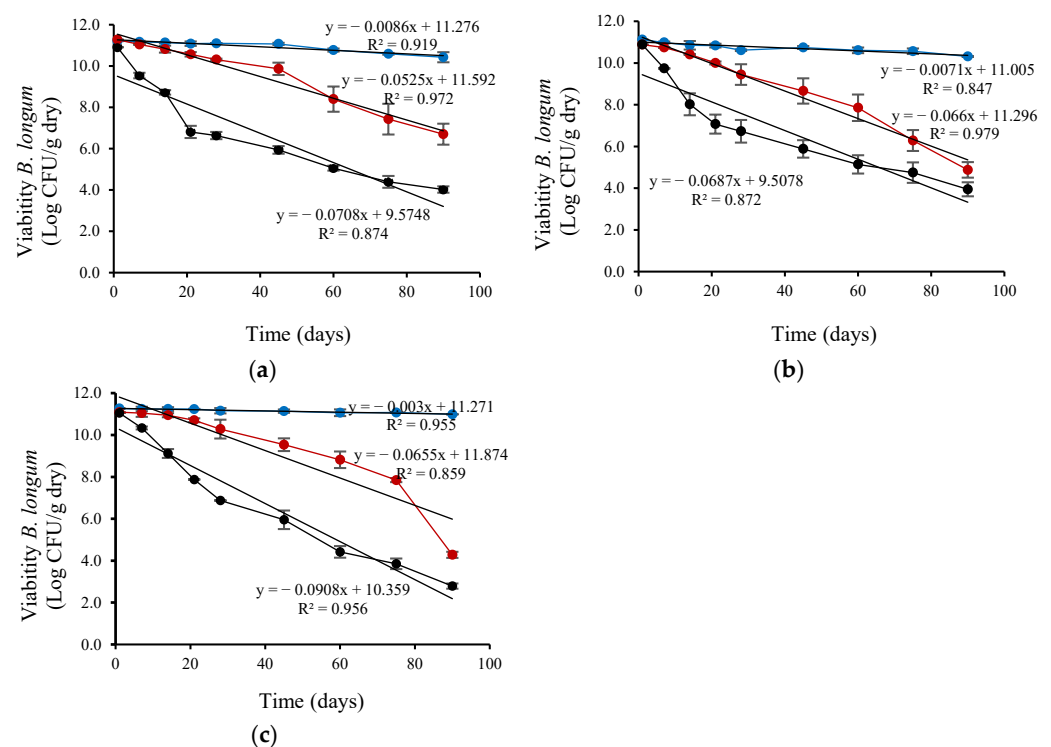 Viabitity B. longum
(Log CFU/g dry)
12.0
10.0
8.0
6.0
4.0
2.0
0.0
y = − 0.0086x + 11.276
R² = 0.919
y = − 0.0525x + 11.592
R² = 0.972
y = − 0.0708x + 9.5748
R² = 0.874
0 20 40 60 80 100
Time (days)
(a)
Viabitity B. longum
(Log CFU/g dry)
12.0
10.0
8.0
6.0
4.0
2.0
0.0
y = − 0.0071x + 11.005
R² = 0.847
y = − 0.066x + 11.296
R² = 0.979
y = − 0.0687x + 9.5078
R² = 0.872
0 20 40 60 80 100
Time (days)
(b)
Viabitity B. longum
(Log CFU/g dry)
12.0
10.0
8.0
6.0
4.0
2.0
0.0
y = − 0.003x + 11.271
R² = 0.955
y = − 0.0655x + 11.874
R² = 0.859
y = − 0.0908x + 10.359
R² = 0.956
0 20 40 60 80 100
Time (days)
(c)